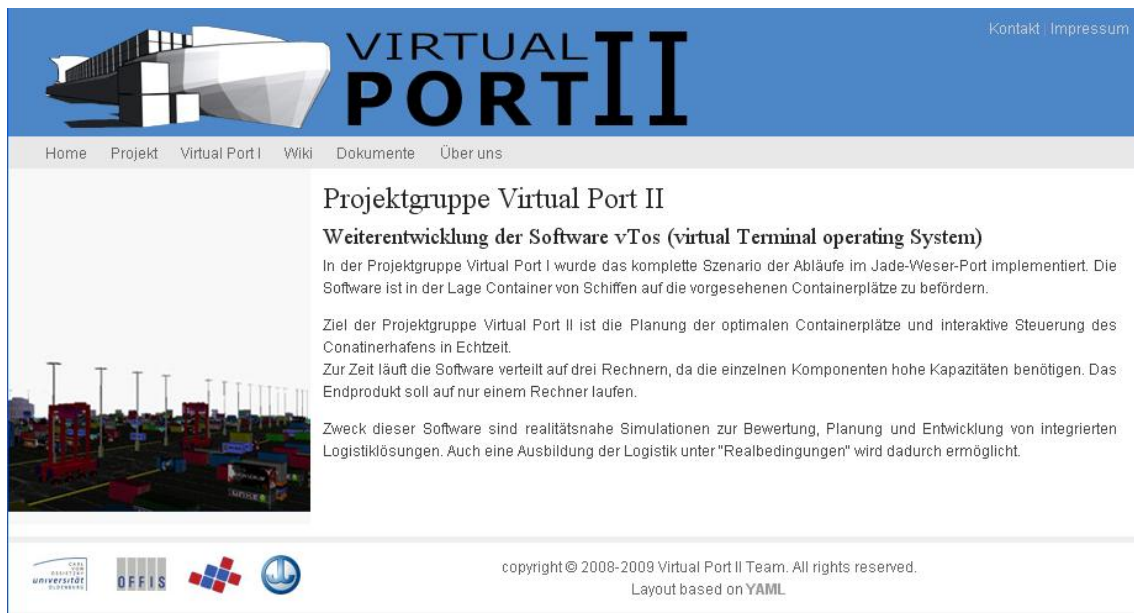 Kontakt | Impressum
VIRTUAL
PORT II
Home Projekt Virtual Port I Wiki Dokumente Über uns
Projektgruppe Virtual Port II
Weiterentwicklung der Software vTos (virtual Terminal operating System)
In der Projektgruppe Virtual Port I wurde das komplette Szenario der Abläufe im Jade-Weser-Port implementiert. Die
Software ist in der Lage Container von Schiffen auf die vorgesehenen Containerplätze zu befördern.
Ziel der Projektgruppe Virtual Port II ist die Planung der optimalen Containerplätze und interaktive Steuerung des
Conatinerhafens in Echtzeit.
Zur Zeit läuft die Software verteilt auf drei Rechnern, da die einzelnen Komponenten hohe Kapazitäten benötigen. Das
Endprodukt soll auf nur einem Rechner laufen.
Zweck dieser Software sind realitätsnahe Simulationen zur Bewertung, Planung und Entwicklung von integrierten
Logistiklösungen. Auch eine Ausbildung der Logistik unter "Realbedingungen" wird dadurch ermöglicht.
CARL
VON
OSSIETZKY
universität
OLDENBURG
OFFIS
copyright © 2008-2009 Virtual Port II Team. All rights reserved.
Layout based on YAML